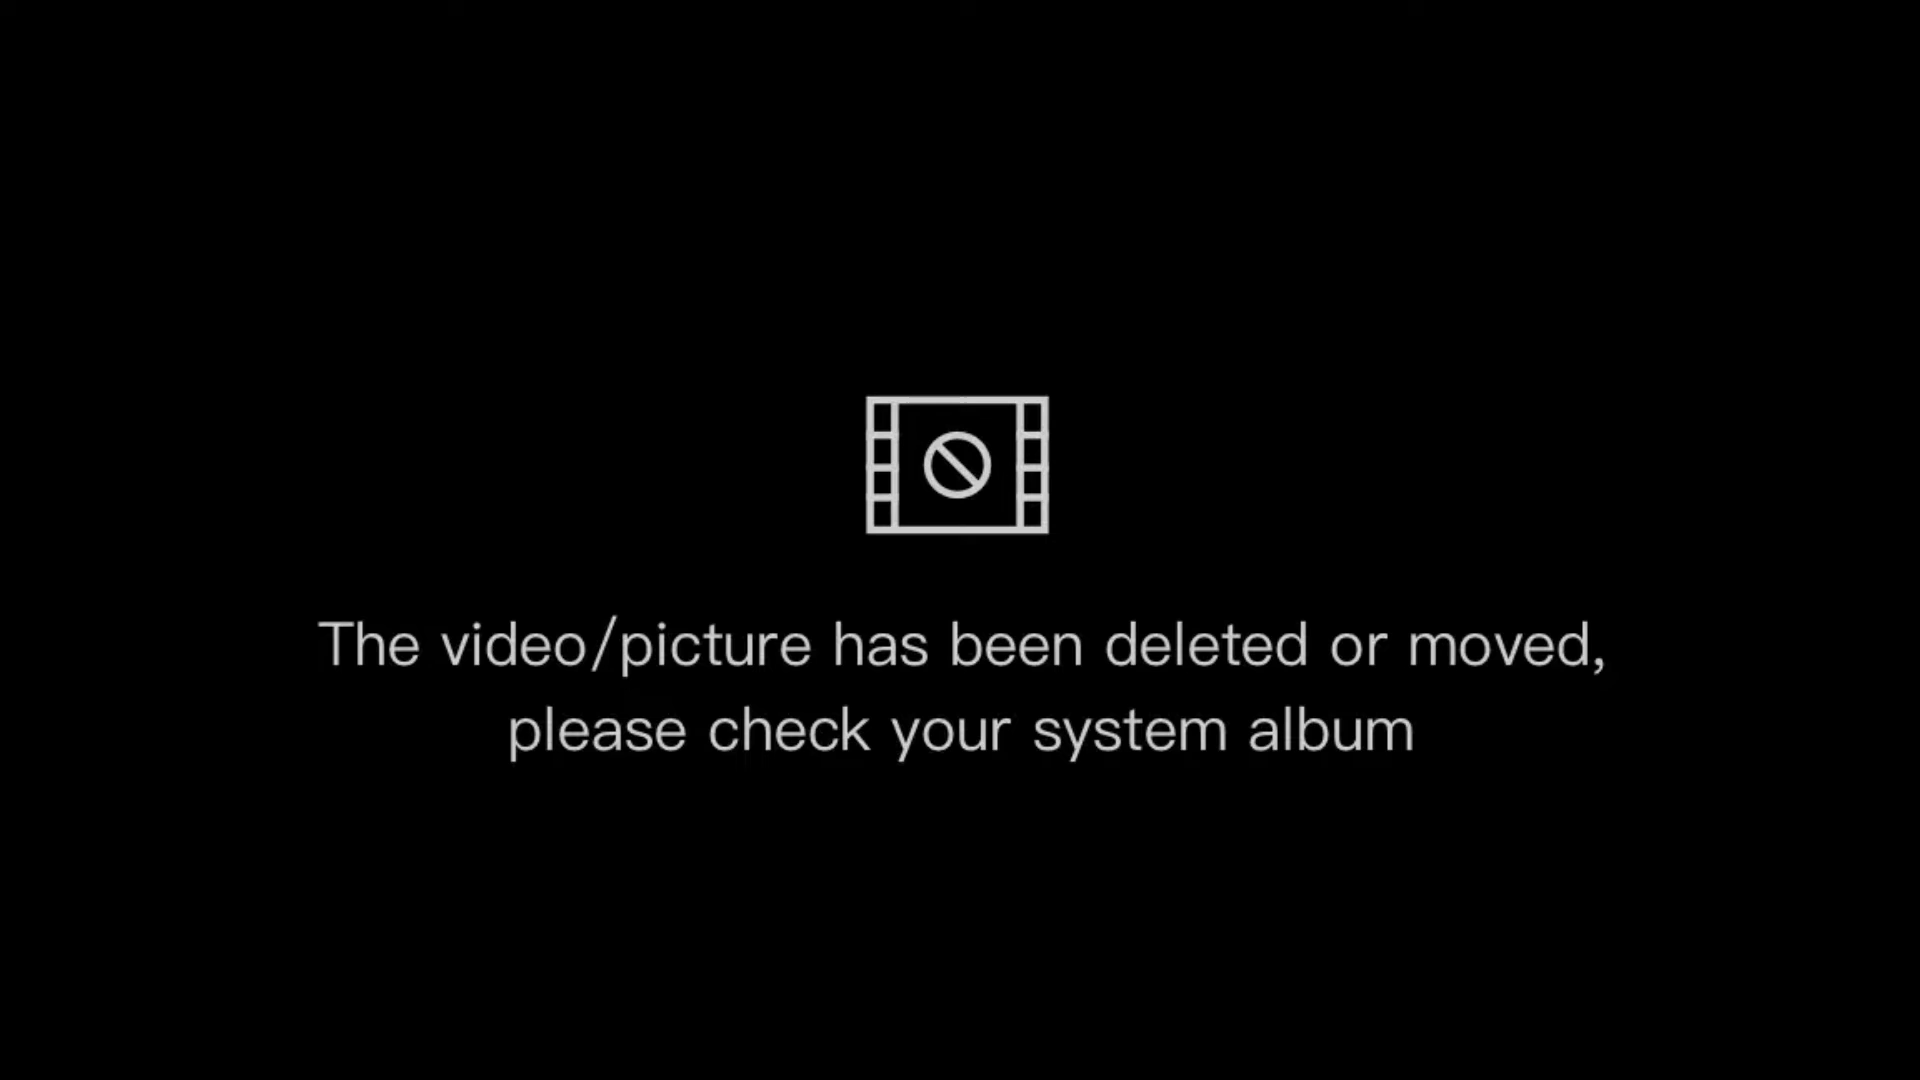 The video/picture has been deleted or moved,
please check your system album